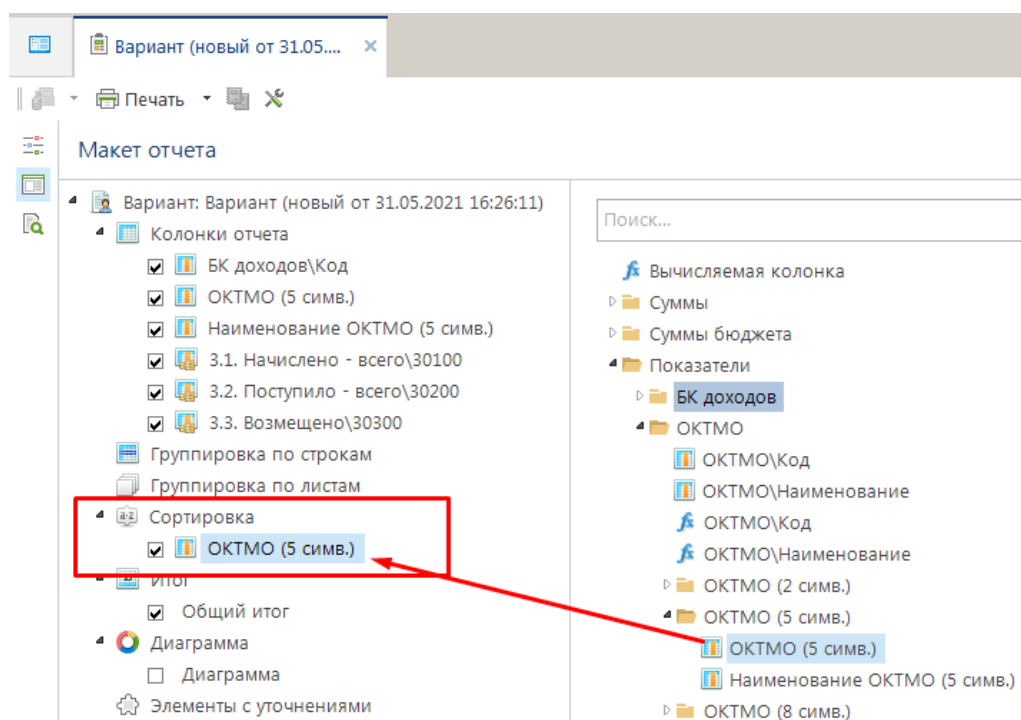 Вариант (новый от 31.05....
Печать
Макет отчета
Вариант: Вариант (новый от 31.05.2021 16:26:11)
Колонки отчета
БК доходов\Код
ОКТМО (5 симв.)
Наименование ОКТМО (5 симв.)
3.1. Начислено - всего\30100
3.2. Поступило - всего\30200
3.3. Возмещено\30300
Группировка по строкам
Группировка по листам
Сортировка
ОКТМО (5 симв.)
Итог
Общий итог
Диаграмма
Диаграмма
Элементы с уточнениями
Поиск...
Вычисляемая колонка
Суммы
Суммы бюджета
Показатели
БК доходов
ОКТМО
ОКТМО\Код
ОКТМО\Наименование
ОКТМО\Код
ОКТМО\Наименование
ОКТМО (2 симв.)
ОКТМО (5 симв.)
ОКТМО (5 симв.)
Наименование ОКТМО (5 симв.)
ОКТМО (8 симв.)